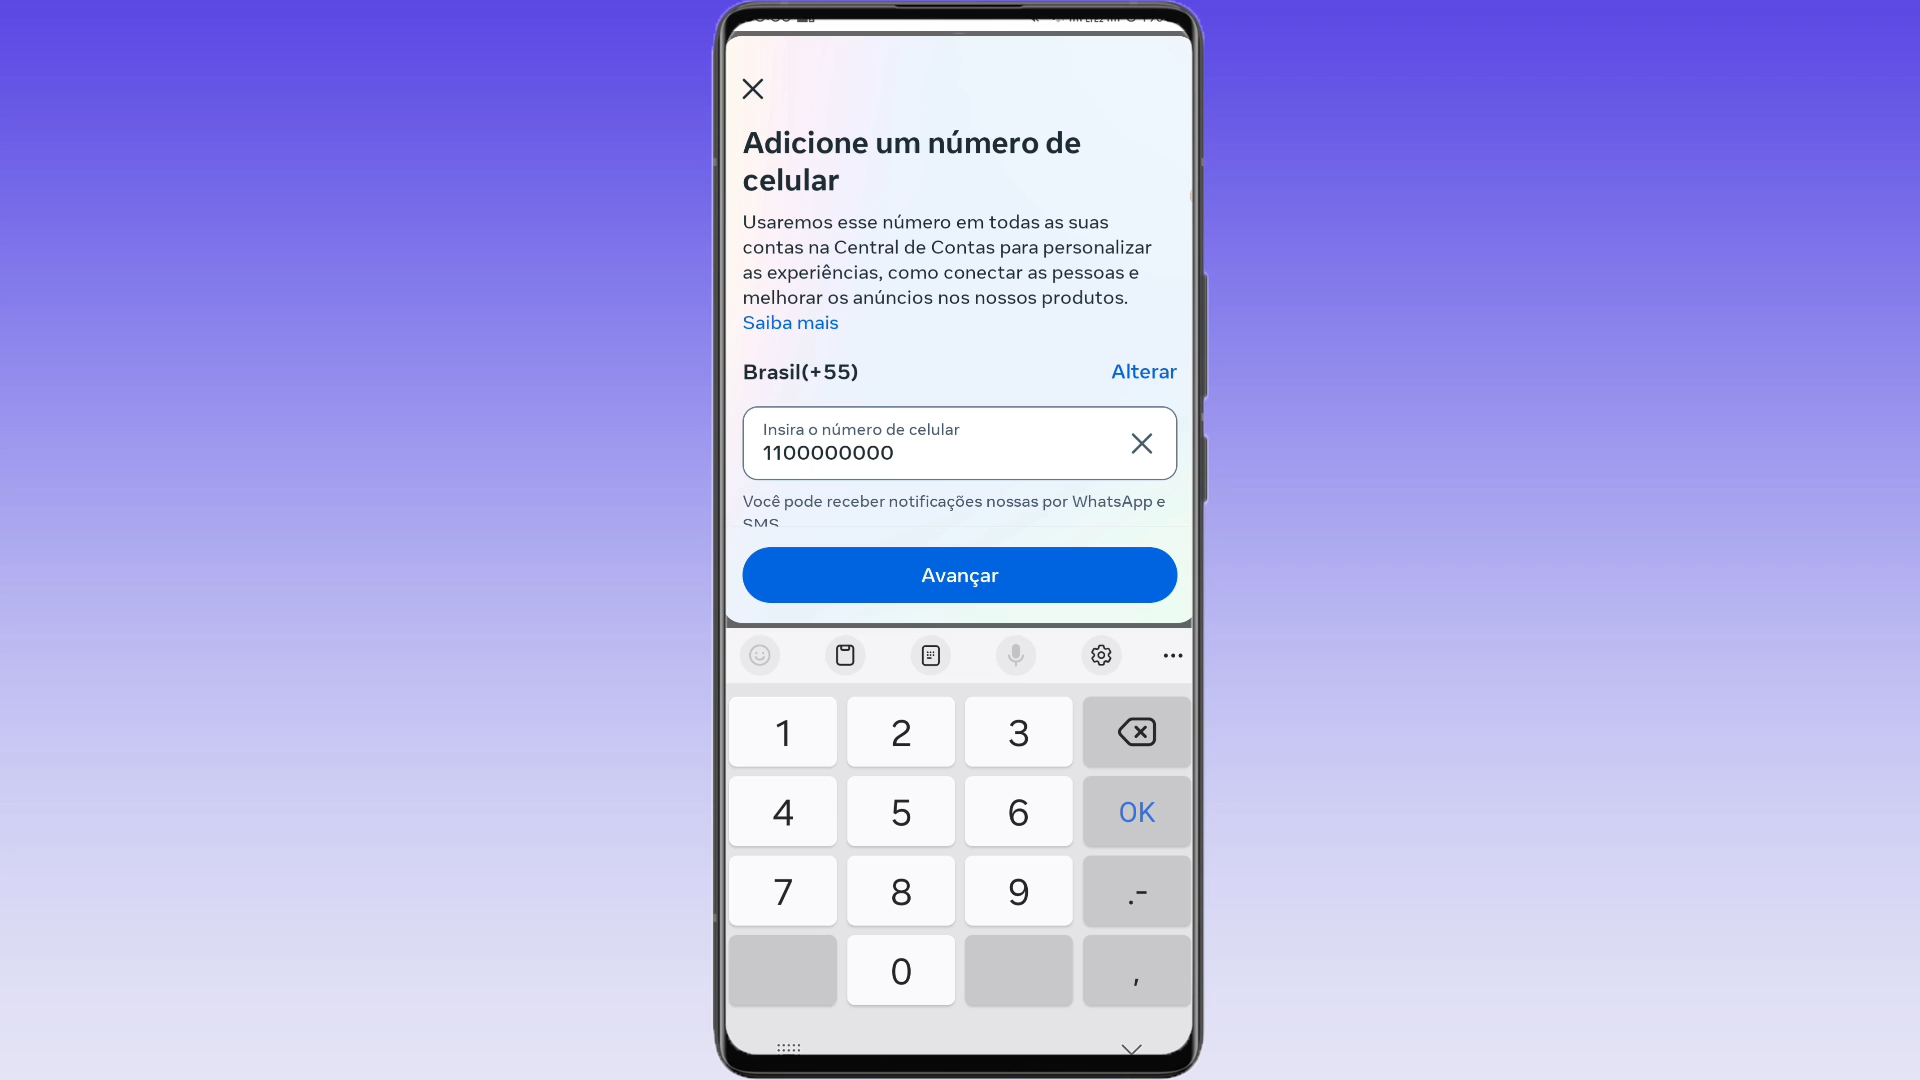 Adicione um número de
celular
Usaremos esse número em todas as suas
contas na Central de Contas para personalizar
as experiências, como conectar as pessoas e
melhorar os anúncios nos nossos produtos.
Saiba mais
Brasil(+55)
Alterar
Insira o número de celular
1100000000
Você pode receber notificações nossas por WhatsApp e
SMS
Avançar
1 2 3
4 5 6 OK
7 8 9 .-
0 ,